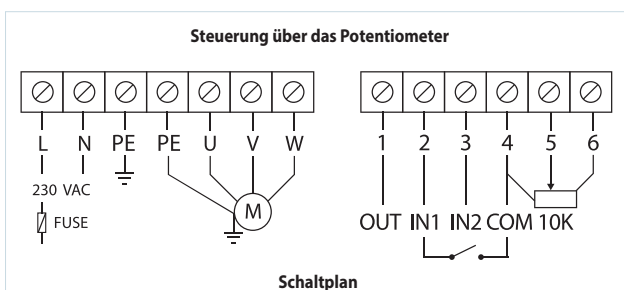 Steuerung über das Potentiometer
L N PE PE U V W 1 2 3 4 5 6
230 VAC
FUSE
M
OUT IN1 IN2 COM 10K
Schaltplan